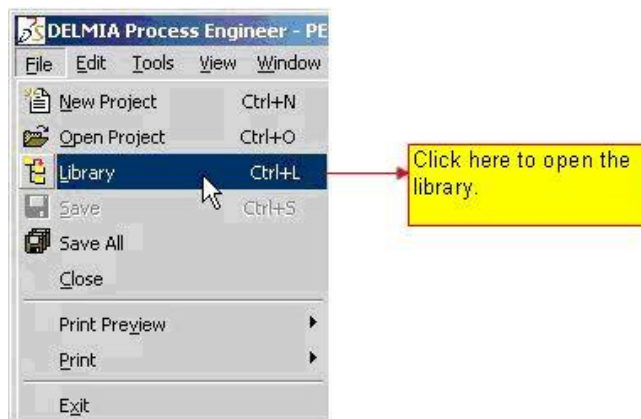 DELMIA Process Engineer - PE
File Edit Tools View Window
New Project Ctrl+N
Open Project Ctrl+O
Library Ctrl+L
Save Ctrl+S
Save All
Close
Print Preview
Print
Exit
Click here to open the
library.